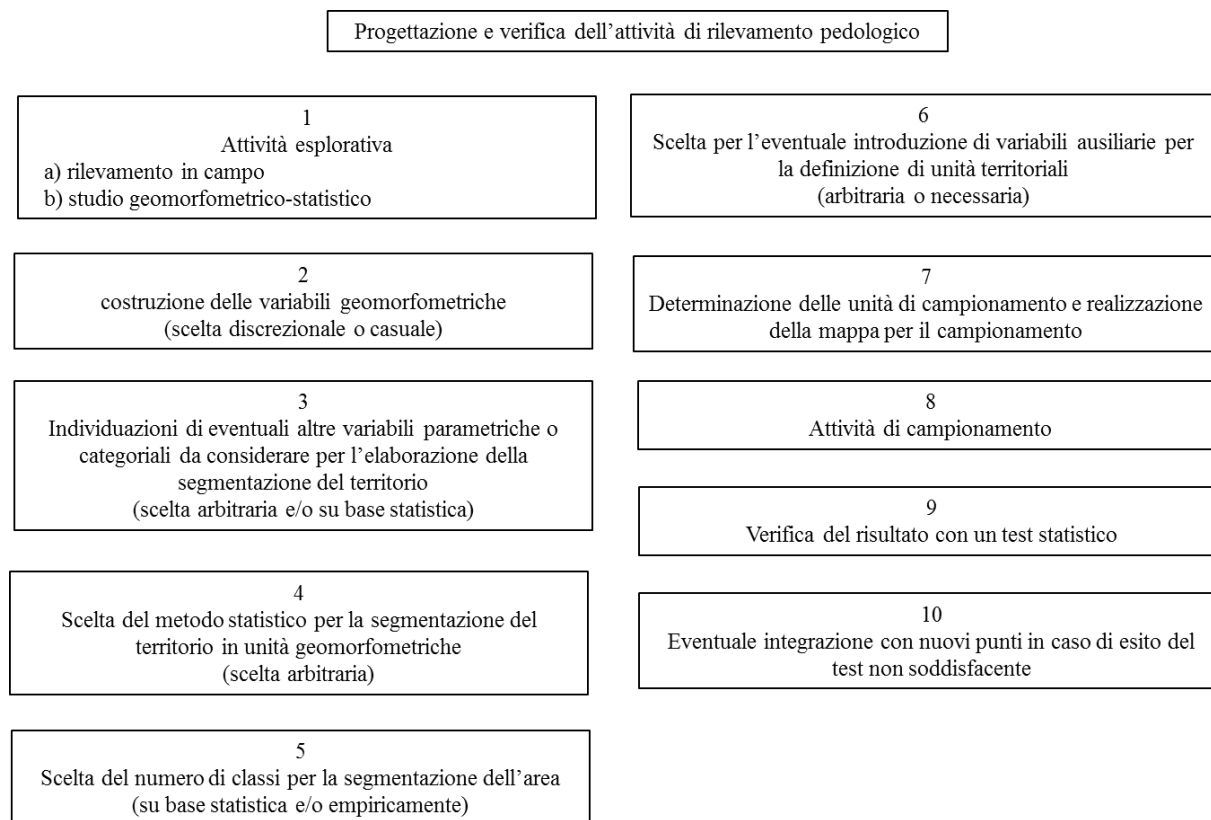 Progettazione e verifica dell’attività di rilevamento pedologico
1
Attività esplorativa
a) rilevamento in campo
b) studio geomorfometrico-statistico
2
costruzione delle variabili geomorfometriche
(scelta discrezionale o casuale)
3
Individuazioni di eventuali altre variabili parametriche o
categoriali da considerare per l’elaborazione della
segmentazione del territorio
(scelta arbitraria e/o su base statistica)
4
Scelta del metodo statistico per la segmentazione del
territorio in unità geomorfometriche
(scelta arbitraria)
5
Scelta del numero di classi per la segmentazione dell’area
(su base statistica e/o empiricamente)
6
Scelta per l’eventuale introduzione di variabili ausiliarie per
la definizione di unità territoriali
(arbitraria o necessaria)
7
Determinazione delle unità di campionamento e realizzazione
della mappa per il campionamento
8
Attività di campionamento
9
Verifica del risultato con un test statistico
10
Eventuale integrazione con nuovi punti in caso di esito del
test non soddisfacente